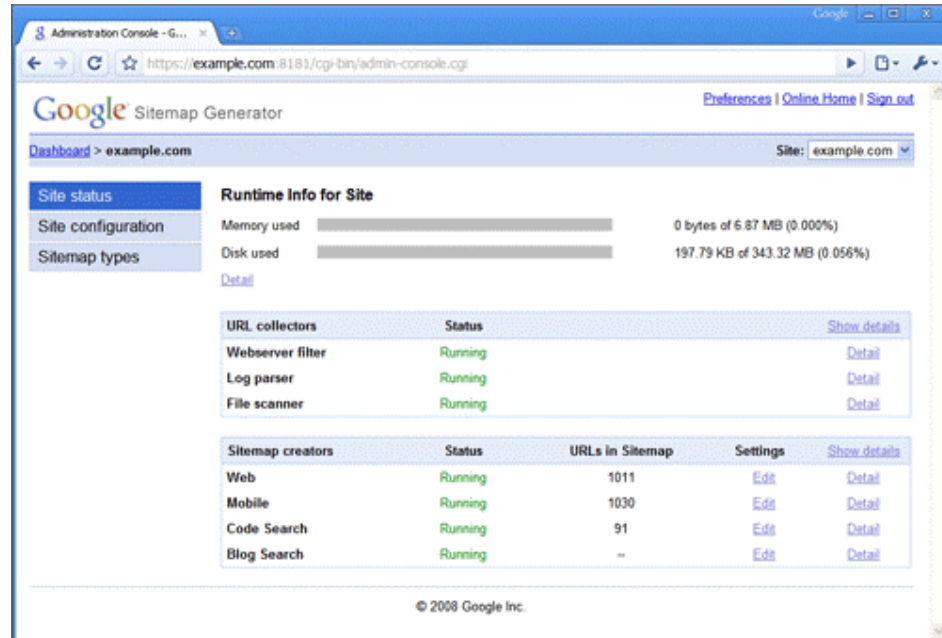 Google
Administration Console - G...
https://example.com:8181/cgi-bin/admin-console.cgi
Google Sitemap Generator
Preferences | Online Home | Sign out
Dashboard > example.com
Site: example.com
Site status
Site configuration
Sitemap types
Runtime Info for Site
Memory used 0 bytes of 6.87 MB (0.000%)
Disk used 197.79 KB of 343.32 MB (0.056%)
Detail
URL collectors Status Show details
Webserver filter Running Detail
Log parser Running Detail
File scanner Running Detail
Sitemap creators Status URLs in Sitemap Settings Show details
Web Running 1011 Edit Detail
Mobile Running 1030 Edit Detail
Code Search Running 91 Edit Detail
Blog Search Running -- Edit Detail
© 2008 Google Inc.